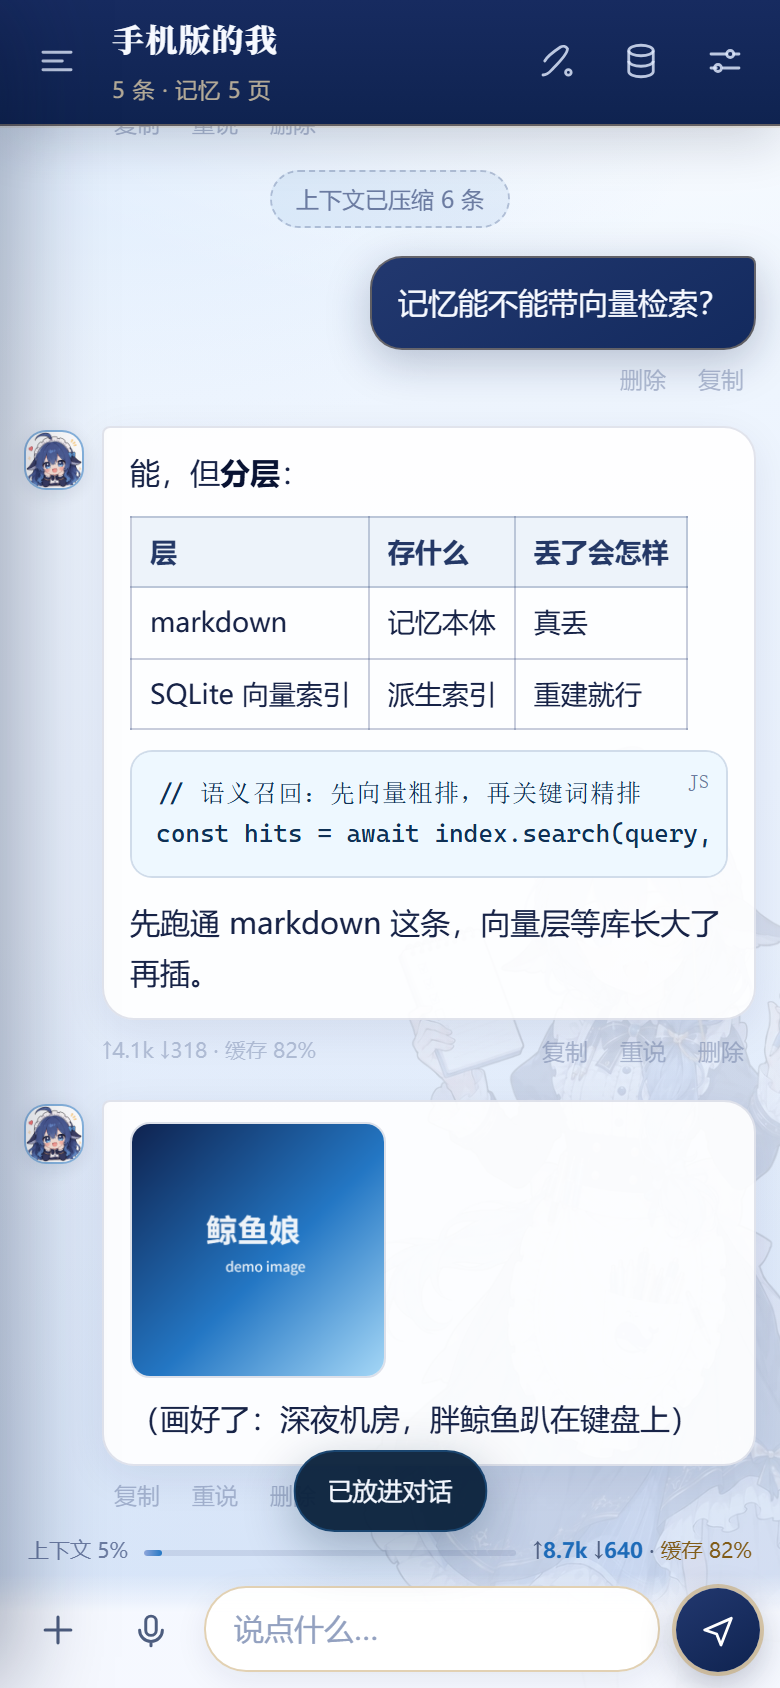 手机版的我
5 条 · 记忆 5 页
复制 重说 删除
上下文已压缩 6 条
记忆能不能带向量检索？
删除 复制
能，但分层：
层 存什么 丢了会怎样
markdown 记忆本体 真丢
SQLite 向量索引 派生索引 重建就行
JS
// 语义召回：先向量粗排，再关键词精排
const hits = await index.search(query,
先跑通 markdown 这条，向量层等库长大了
再插。
↑4.1k ↓318 · 缓存 82% 复制 重说 删除
鲸鱼娘
demo image
（画好了：深夜机房，胖鲸鱼趴在键盘上）
复制 重说 删
已放进对话
上下文 5% ↑8.7k ↓640 · 缓存 82%
说点什么...